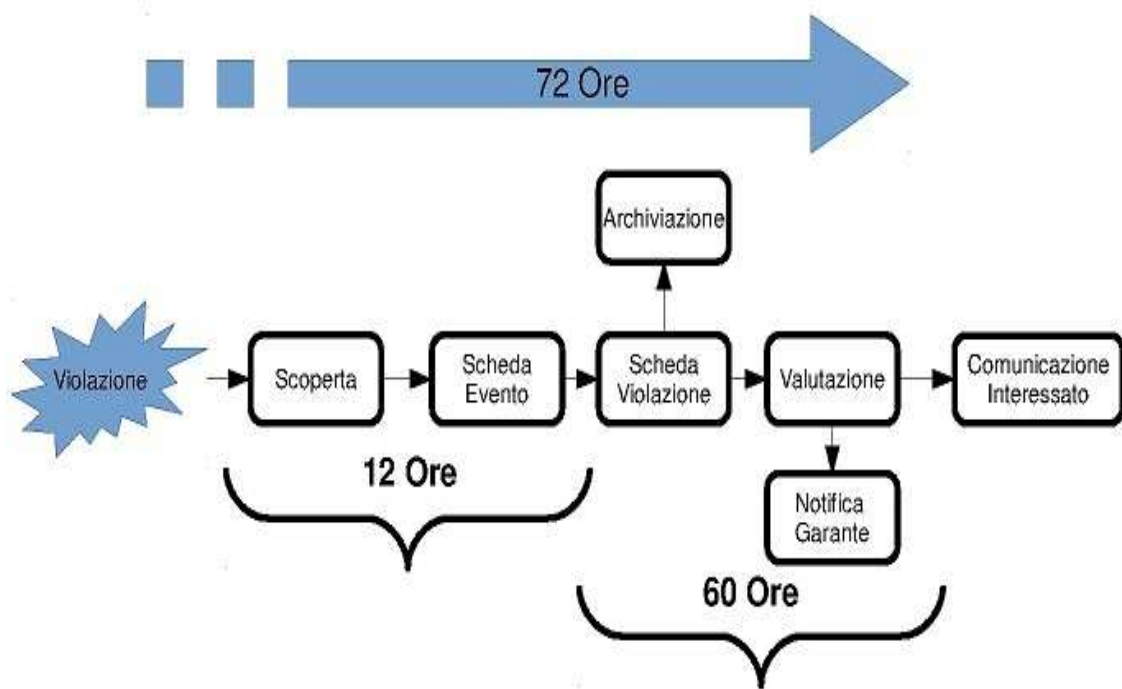 72 Ore
Archiviazione
Violazione
Scoperta
Scheda
Evento
Scheda
Violazione
Valutazione
Comunicazione
Interessato
12 Ore
Notifica
Garante
60 Ore